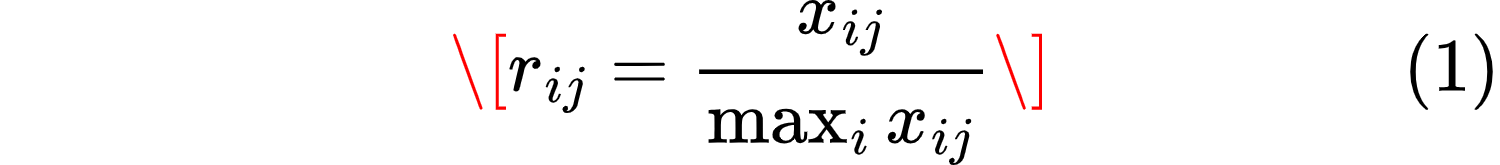 \[ r_{ij} = \frac{x_{ij}}{\max_i x_{ij}} \] (1)